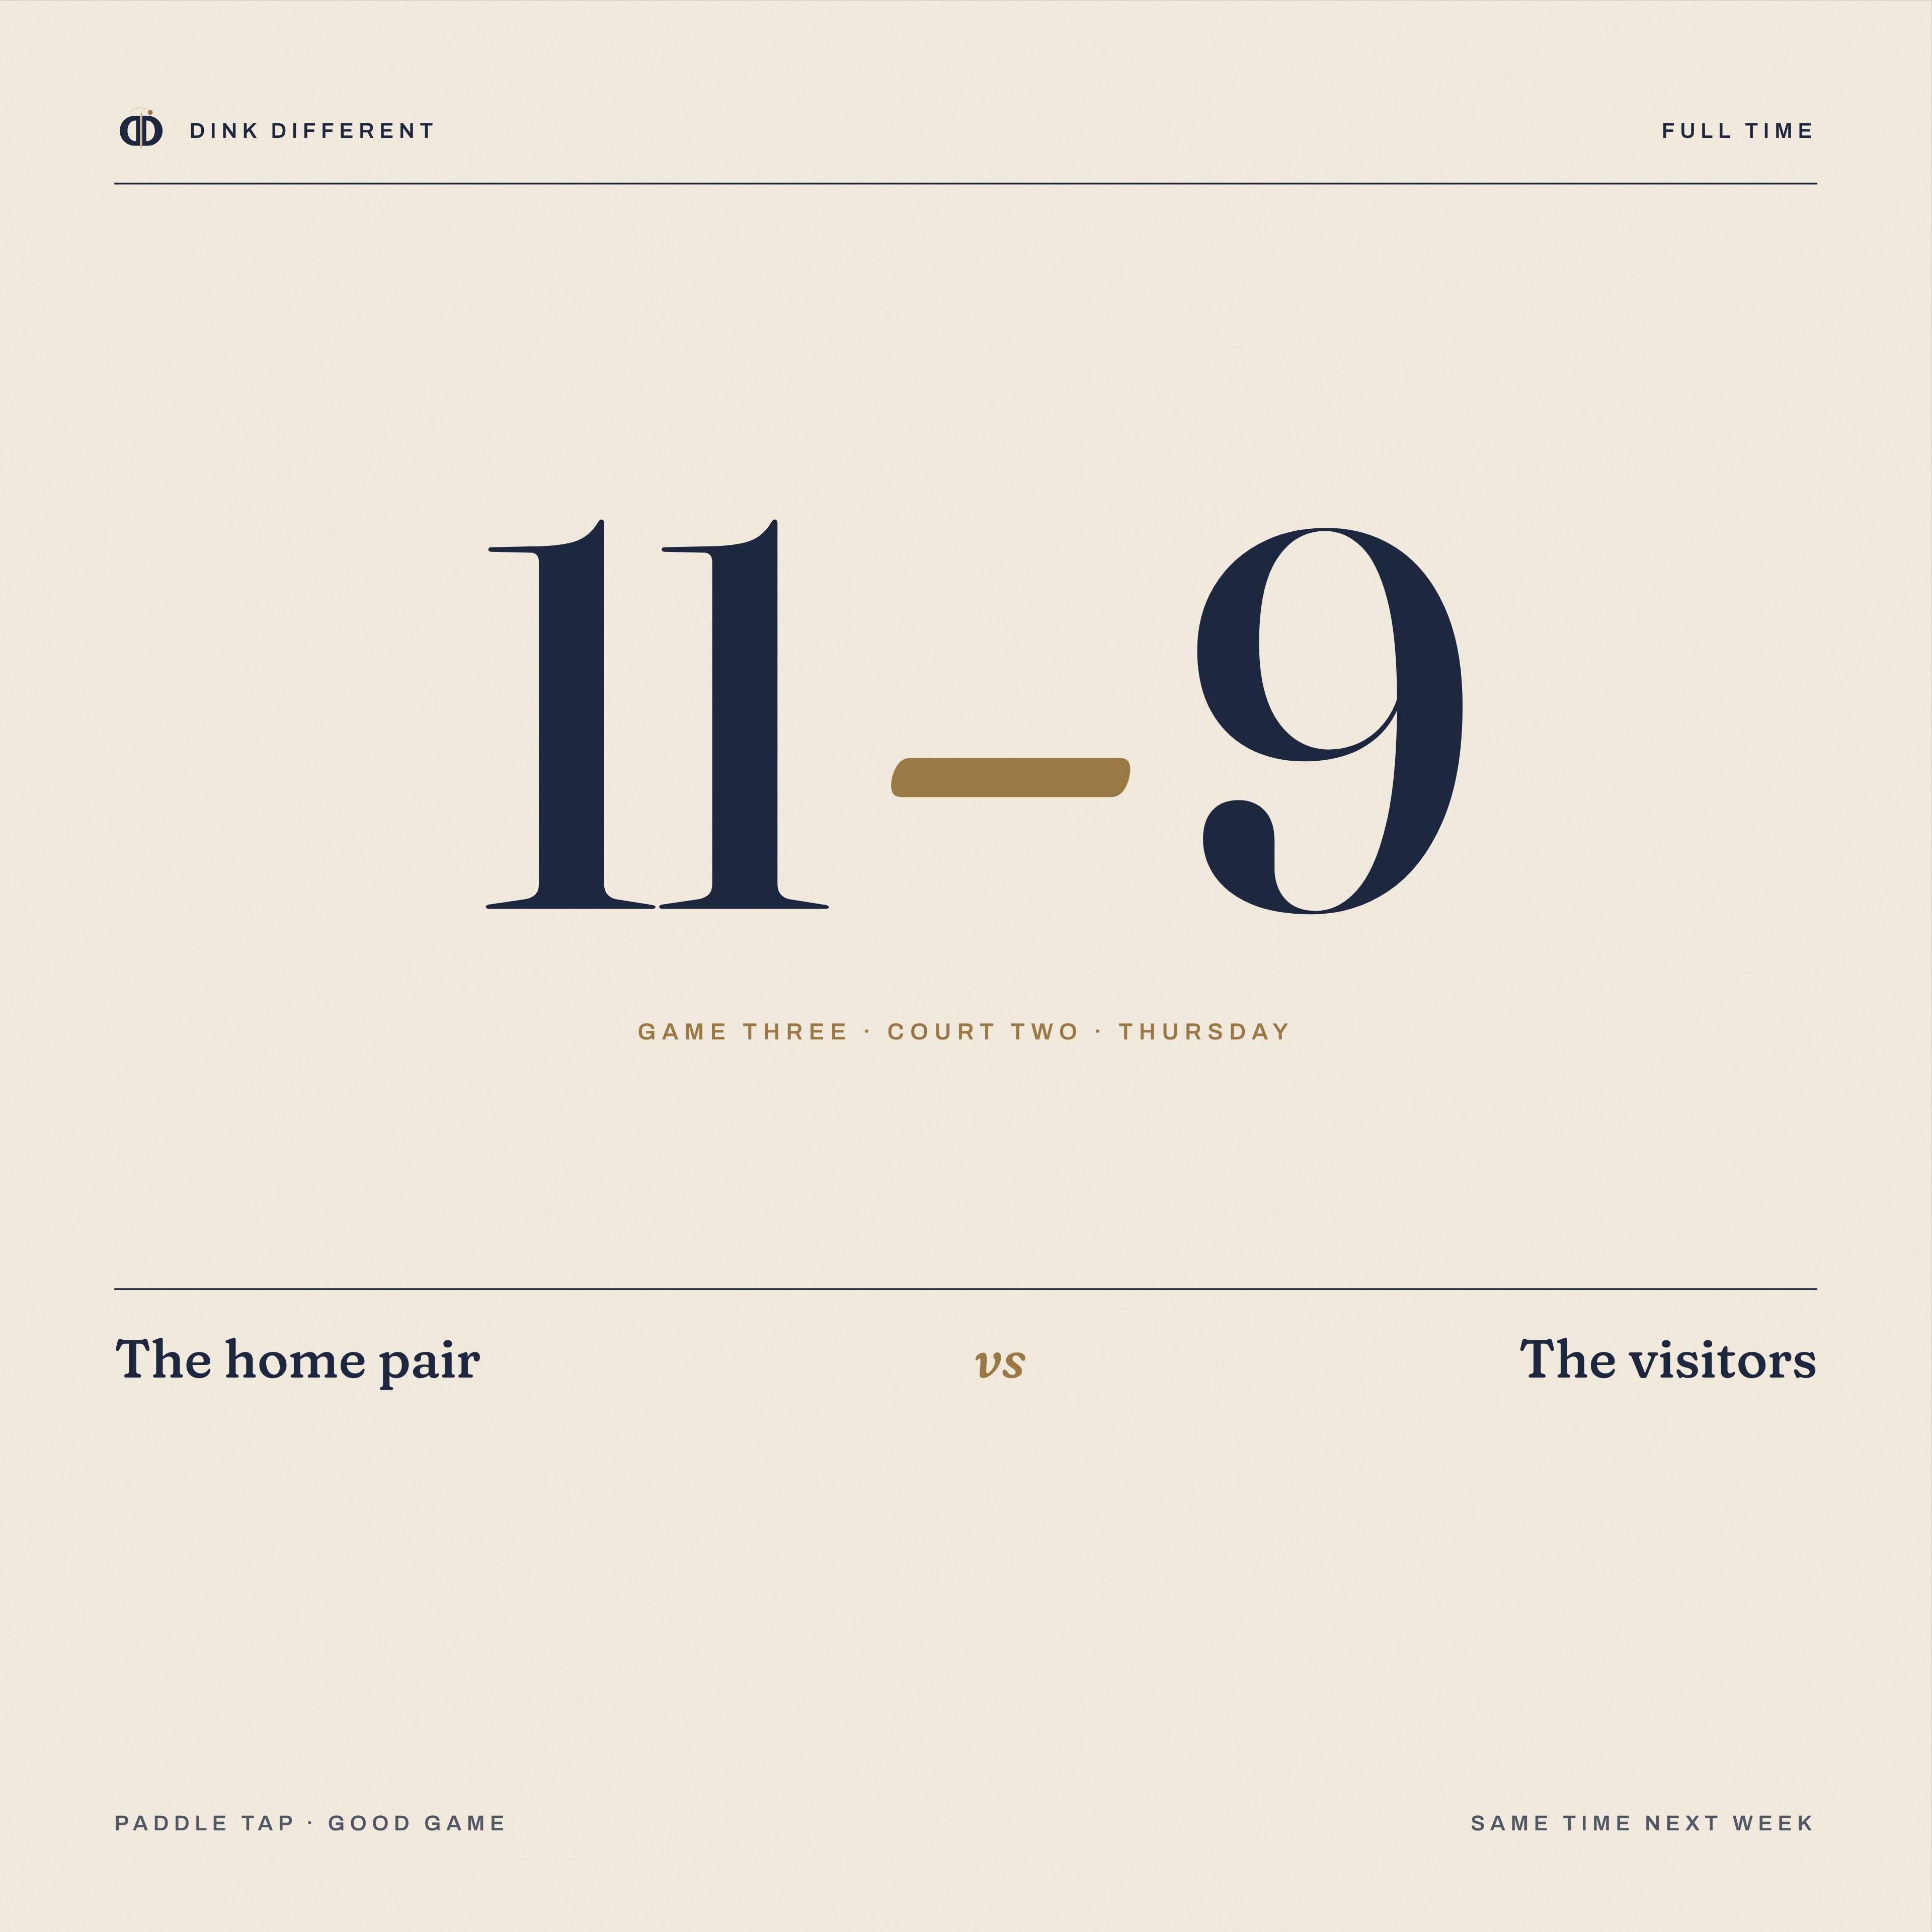 DINK DIFFERENT
FULL TIME
11–9
GAME THREE · COURT TWO · THURSDAY
The home pair vs The visitors
PADDLE TAP · GOOD GAME
SAME TIME NEXT WEEK